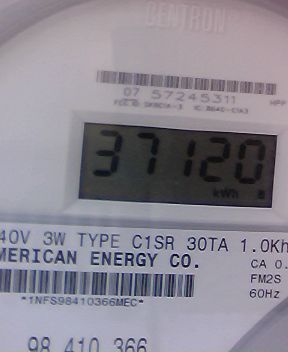 CENTRON
07 57245311
37120
kWh
40V 3W TYPE C1SR 30TA 1.0Kh
MERICAN ENERGY CO.
CA 0.
FM2S
60Hz
*1NFS98410366MEC*
98 410 366